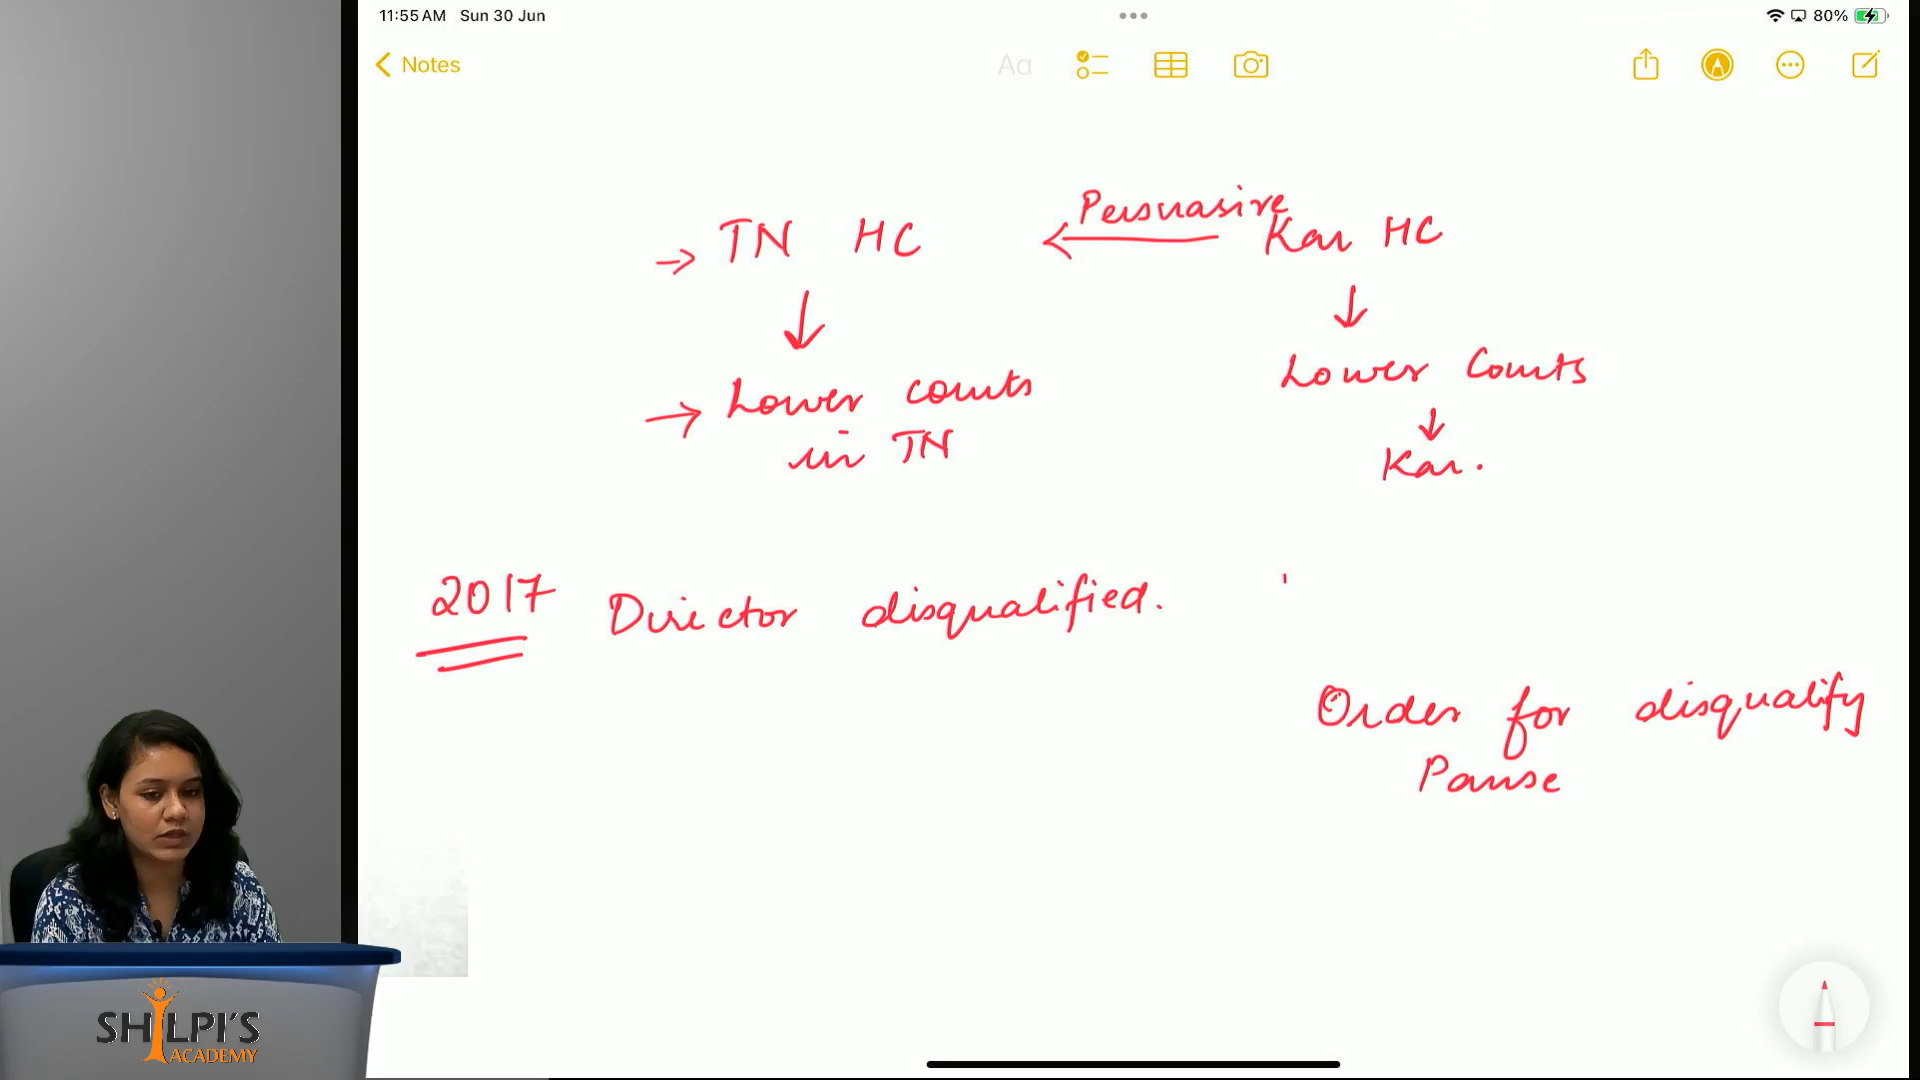 11:55 AM Sun 30 Jun
80%
Notes
Aa
Persuasive
TN HC
Kar HC
Lower courts
in TN
Lower Courts
Kar.
2017 Director disqualified.
Order for disqualify
Pause
SHILPI'S
ACADEMY